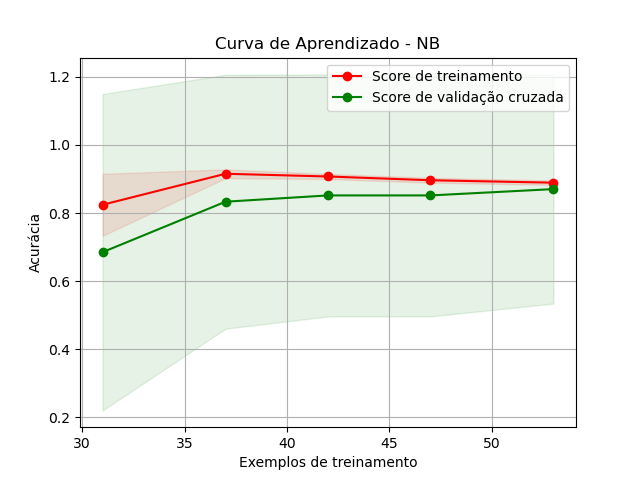 Curva de Aprendizado - NB
Score de treinamento
Score de validação cruzada
1.2
1.0
0.8
0.6
0.4
0.2
Acurácia
30
35
40
45
50
Exemplos de treinamento